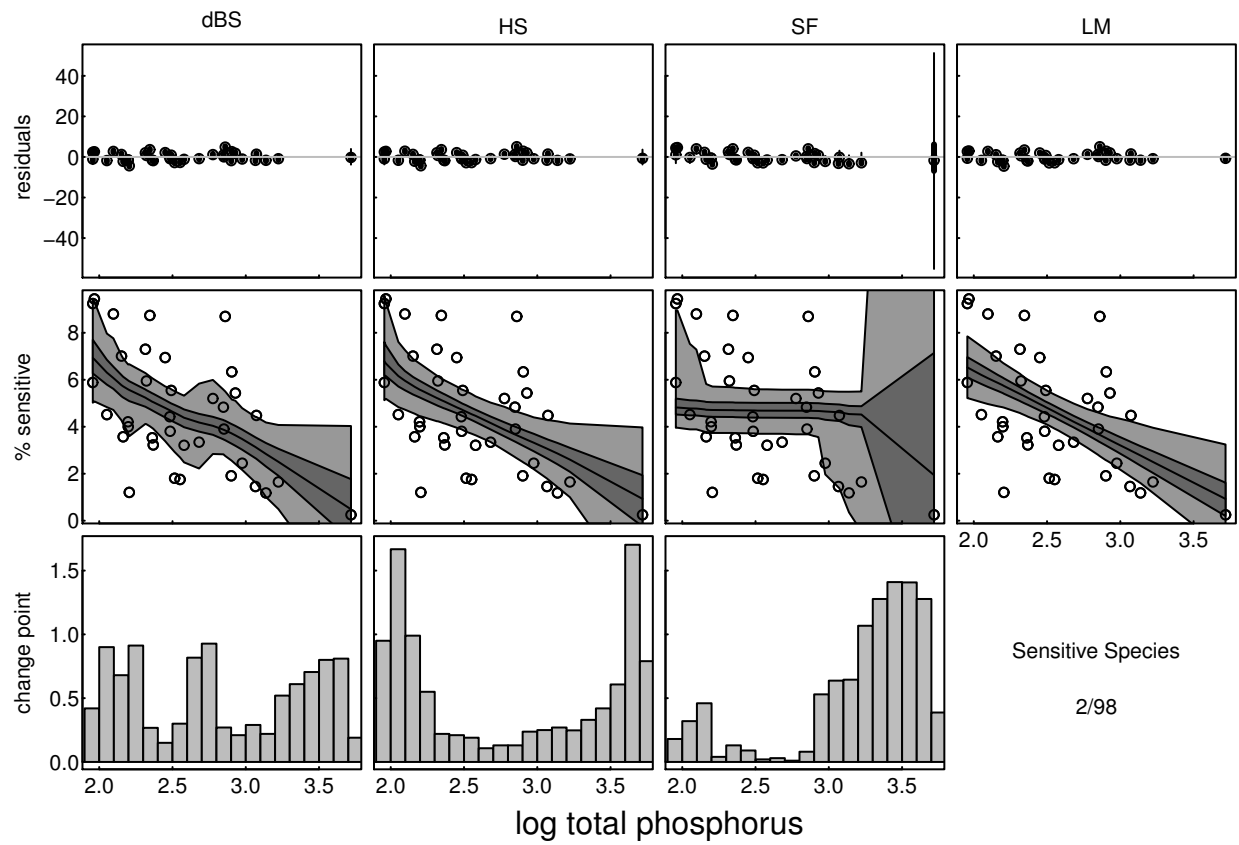 dBS HS SF LM
residuals
40
20
0
−20
−40
% sensitive
8
6
4
2
0
2.0 2.5 3.0 3.5
change point
1.5
1.0
0.5
0.0
Sensitive Species
2/98
2.0 2.5 3.0 3.5 2.0 2.5 3.0 3.5 2.0 2.5 3.0 3.5
log total phosphorus